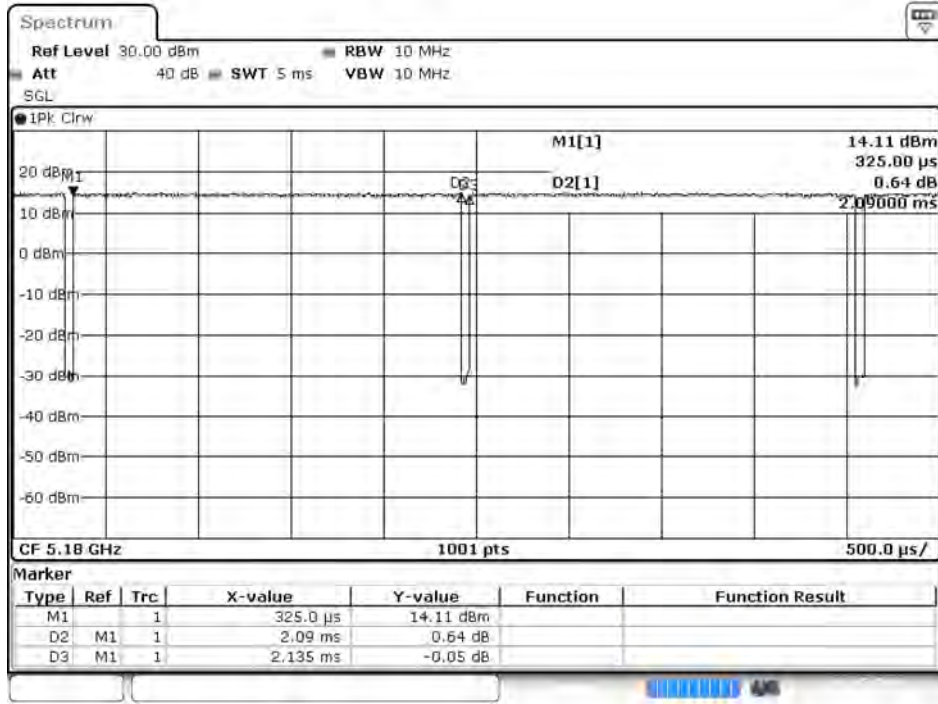 Spectrum
Ref Level 30.00 dBm RBW 10 MHz
Att 40 dB SWT 5 ms VBW 10 MHz
SGL
1Pk Clrw
M1[1] 14.11 dBm
325.00 µs
20 dBm M1 D3 D2[1] 0.64 dB
2.09000 ms
10 dBm
0 dBm
-10 dBm
-20 dBm
-30 dBm
-40 dBm
-50 dBm
-60 dBm
CF 5.18 GHz 1001 pts 500.0 µs/
Marker
Type Ref Trc X-value Y-value Function Function Result
M1 1 325.0 µs 14.11 dBm
D2 M1 1 2.09 ms 0.64 dB
D3 M1 1 2.135 ms -0.05 dB